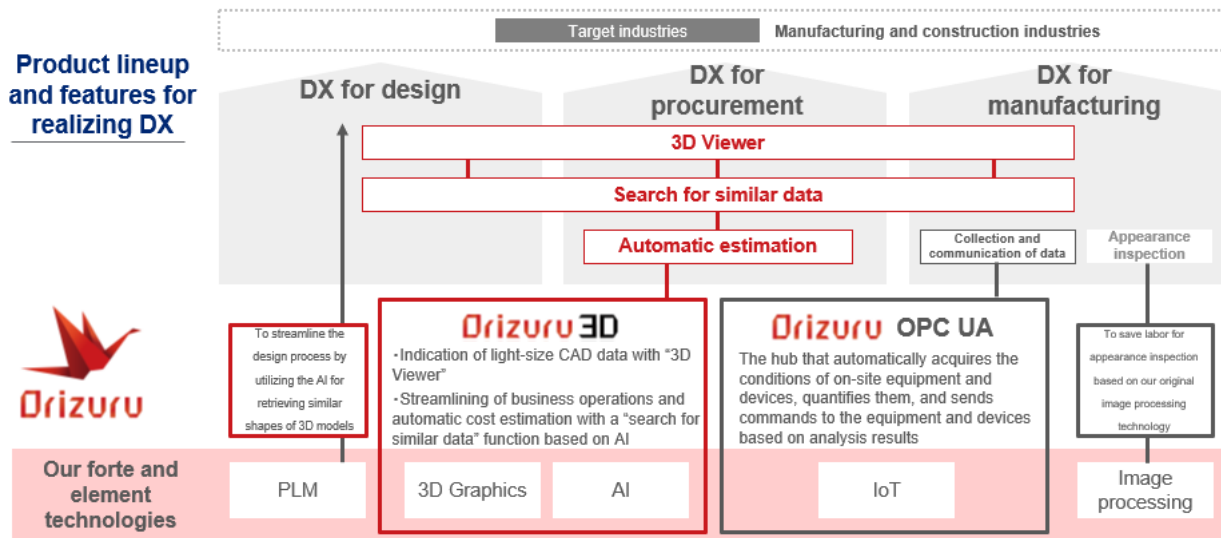 Target industries
Manufacturing and construction industries
Product lineup
and features for
realizing DX
DX for design
DX for
procurement
DX for
manufacturing
3D Viewer
Search for similar data
Automatic estimation
Collection and
communication of data
Appearance
inspection
Orizuru
To streamline the
design process by
utilizing the AI for
retrieving similar
shapes of 3D models
Orizuru 3D
・Indication of light-size CAD data with “3D
Viewer”
・Streamlining of business operations and
automatic cost estimation with a “search for
similar data” function based on AI
Orizuru OPC UA
The hub that automatically acquires the
conditions of on-site equipment and
devices, quantifies them, and sends
commands to the equipment and devices
based on analysis results
To save labor for
appearance inspection
based on our original
image processing
technology
Our forte and
element
technologies
PLM
3D Graphics
AI
IoT
Image
processing